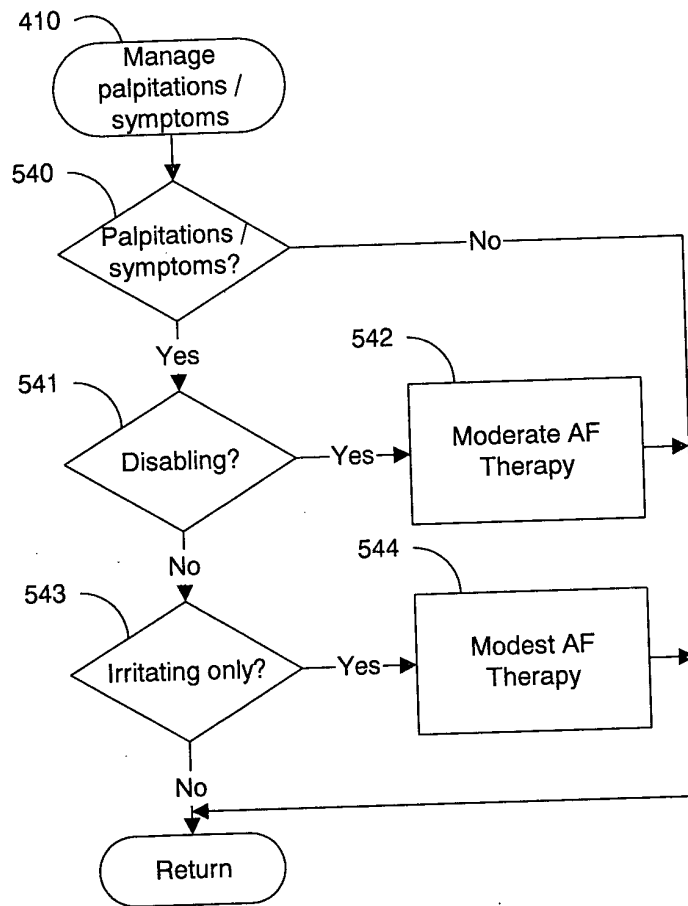 410
Manage
palpitations /
symptoms
540
Palpitations /
symptoms?
No
Yes
541
542
Disabling?
Yes
Moderate AF
Therapy
No
543
544
Irritating only?
Yes
Modest AF
Therapy
No
Return